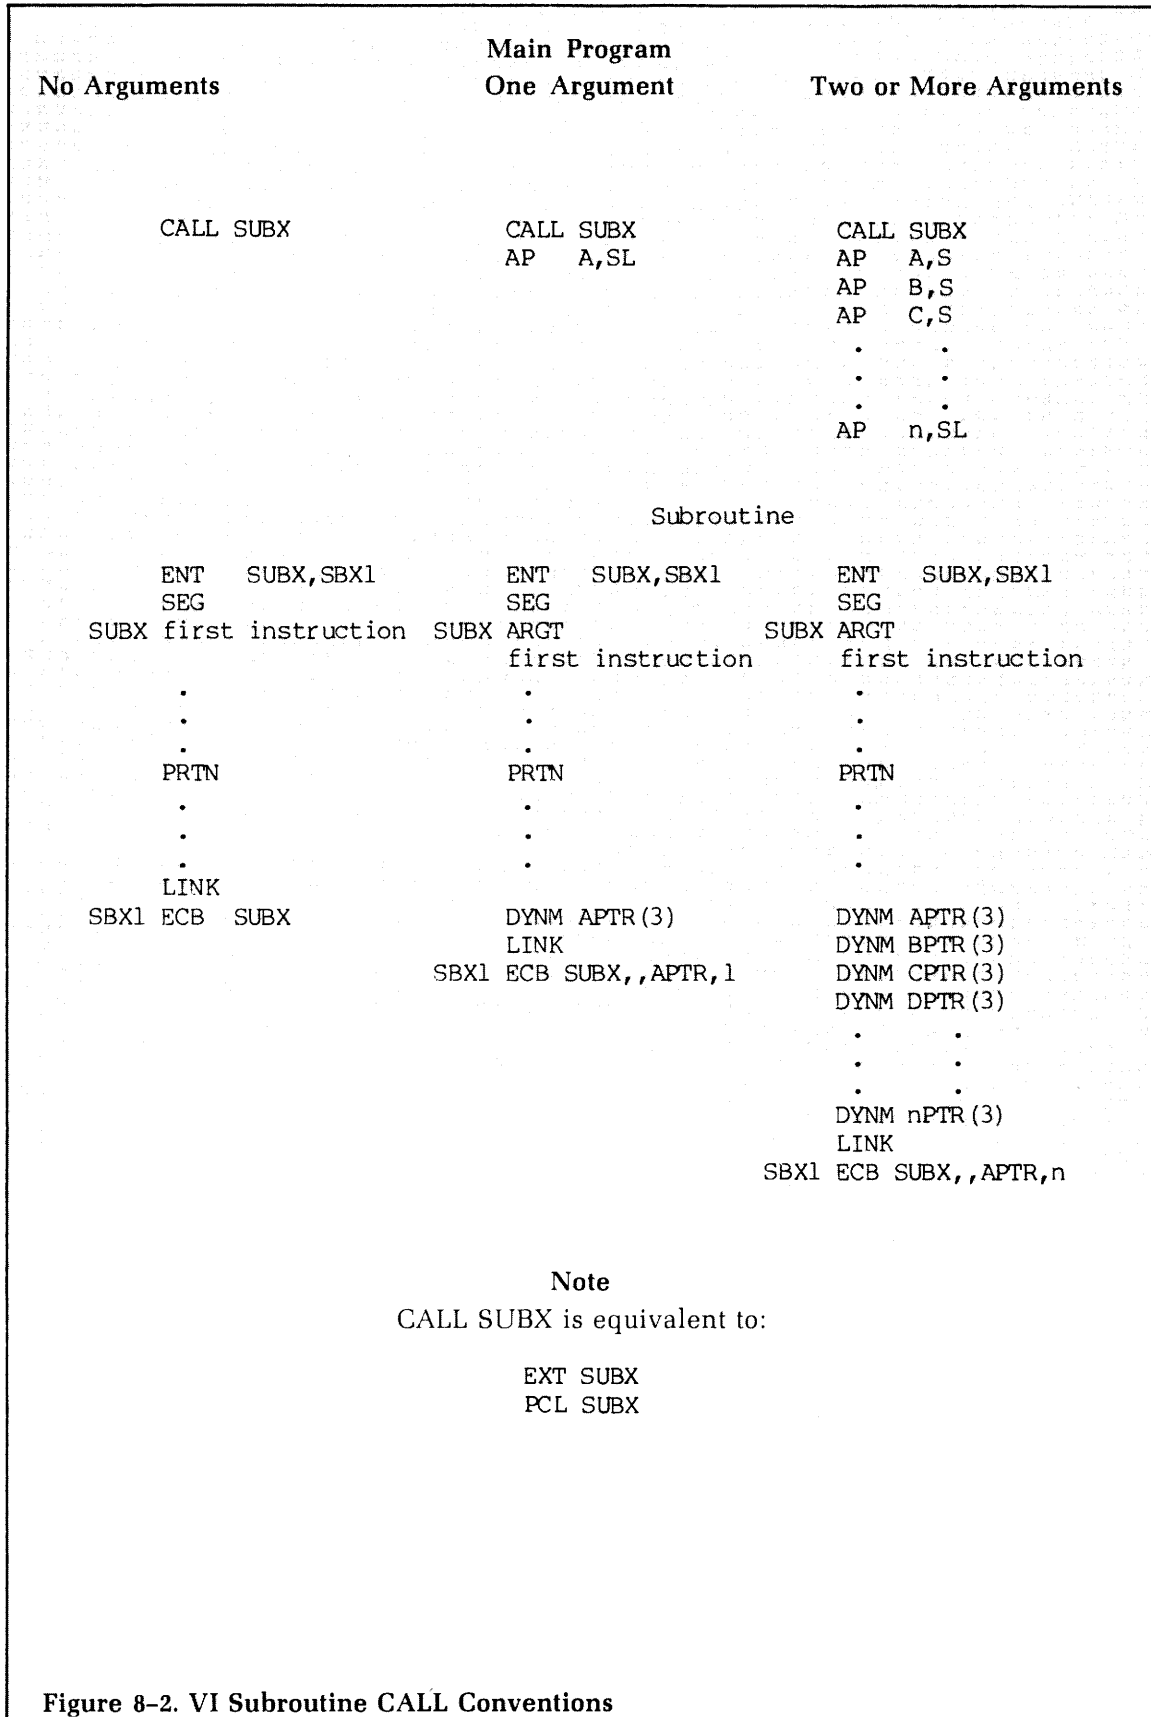 Main Program
No Arguments One Argument Two or More Arguments
CALL SUBX CALL SUBX CALL SUBX
AP A,SL AP A,S
AP B,S
AP C,S
. .
. .
. .
AP n,SL
Subroutine
ENT SUBX,SBX1 ENT SUBX,SBX1 ENT SUBX,SBX1
SEG SEG SEG
SUBX first instruction SUBX ARGT SUBX ARGT
first instruction first instruction
. . .
. . .
. . .
PRTN PRTN PRTN
. . .
. . .
. . .
LINK
SBX1 ECB SUBX DYNM APTR(3) DYNM APTR(3)
LINK DYNM BPTR(3)
SBX1 ECB SUBX,,APTR,1 DYNM CPTR(3)
DYNM DPTR(3)
. .
. .
. .
DYNM nPTR(3)
LINK
SBX1 ECB SUBX,,APTR,n
Note
CALL SUBX is equivalent to:
EXT SUBX
PCL SUBX
Figure 8-2. VI Subroutine CALL Conventions